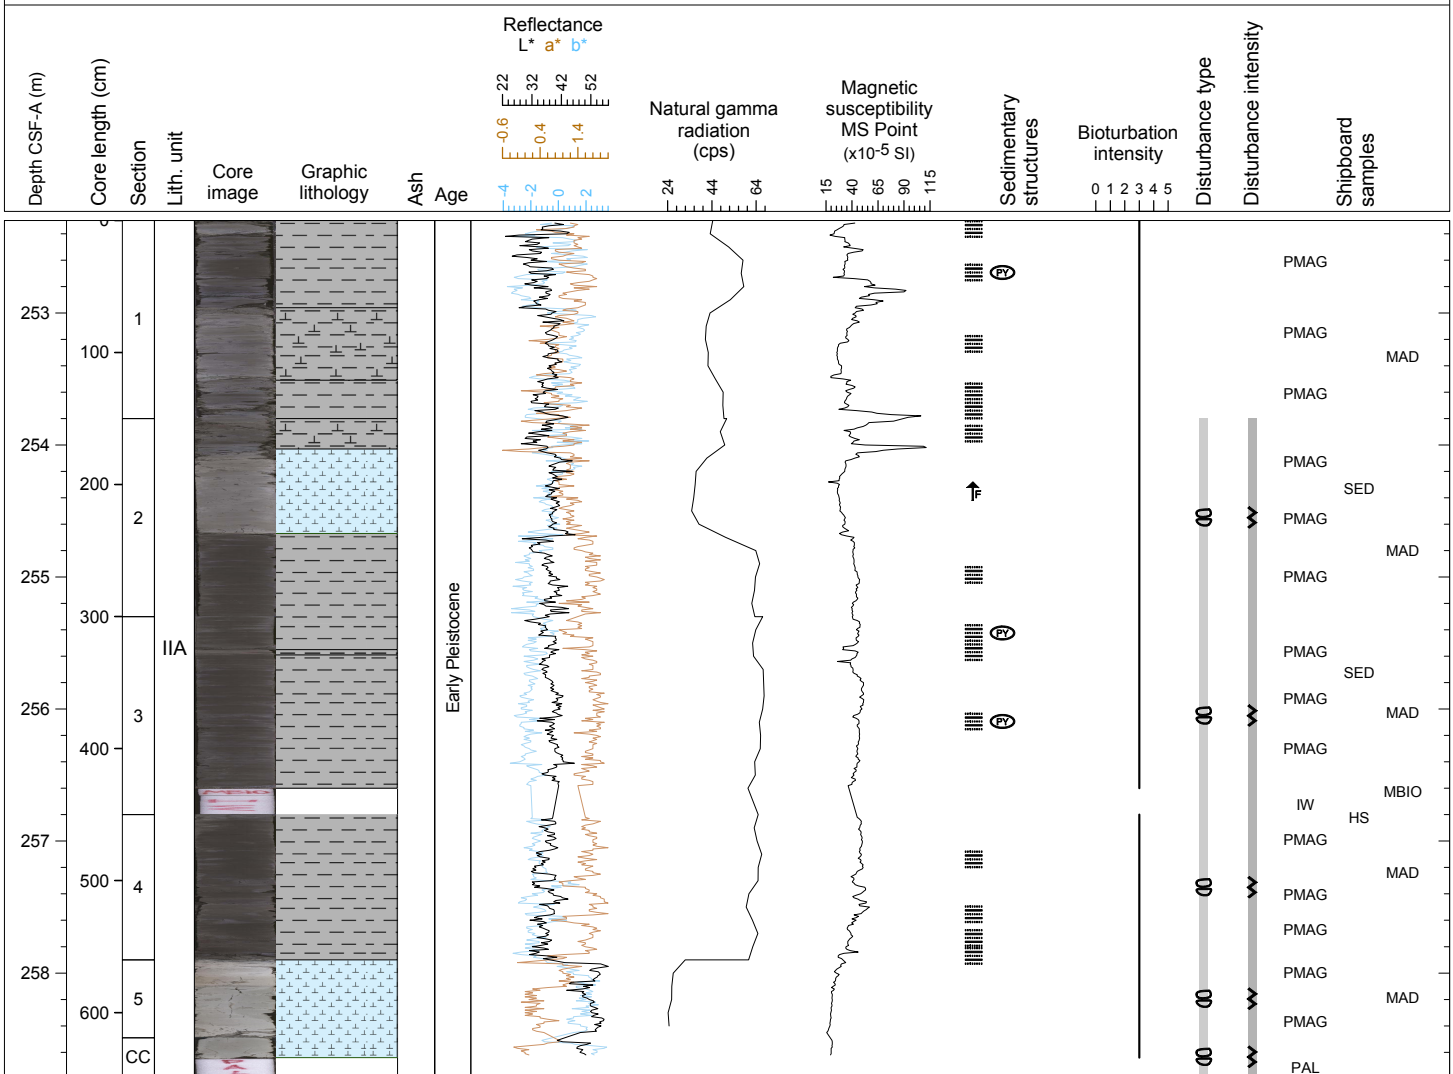 Depth CSF-A (m)
Core length (cm)
Section
Lith. unit
Core
image
Graphic
lithology
Ash
Age
Reflectance
L* a* b*
22 32 42 52
-0.6 0.4 1.4
-4 -2 0 2
Natural gamma
radiation
(cps)
24 44 64
Magnetic
susceptibility
MS Point
(x10-5 SI)
15 40 65 90 115
Sedimentary
structures
Bioturbation
intensity
0 1 2 3 4 5
Disturbance type
Disturbance intensity
Shipboard
samples
0
PMAG
PY
253
1
PMAG
100
MAD
PMAG
254
PMAG
200
SED
F
2
PMAG
MAD
255
PMAG
300
PY
Early Pleistocene
IIA
PMAG
SED
PMAG
256
3
PY
MAD
400
PMAG
MBIO
IW
HS
257
PMAG
500
4
MAD
PMAG
PMAG
258
PMAG
5
MAD
600
PMAG
CC
PAL